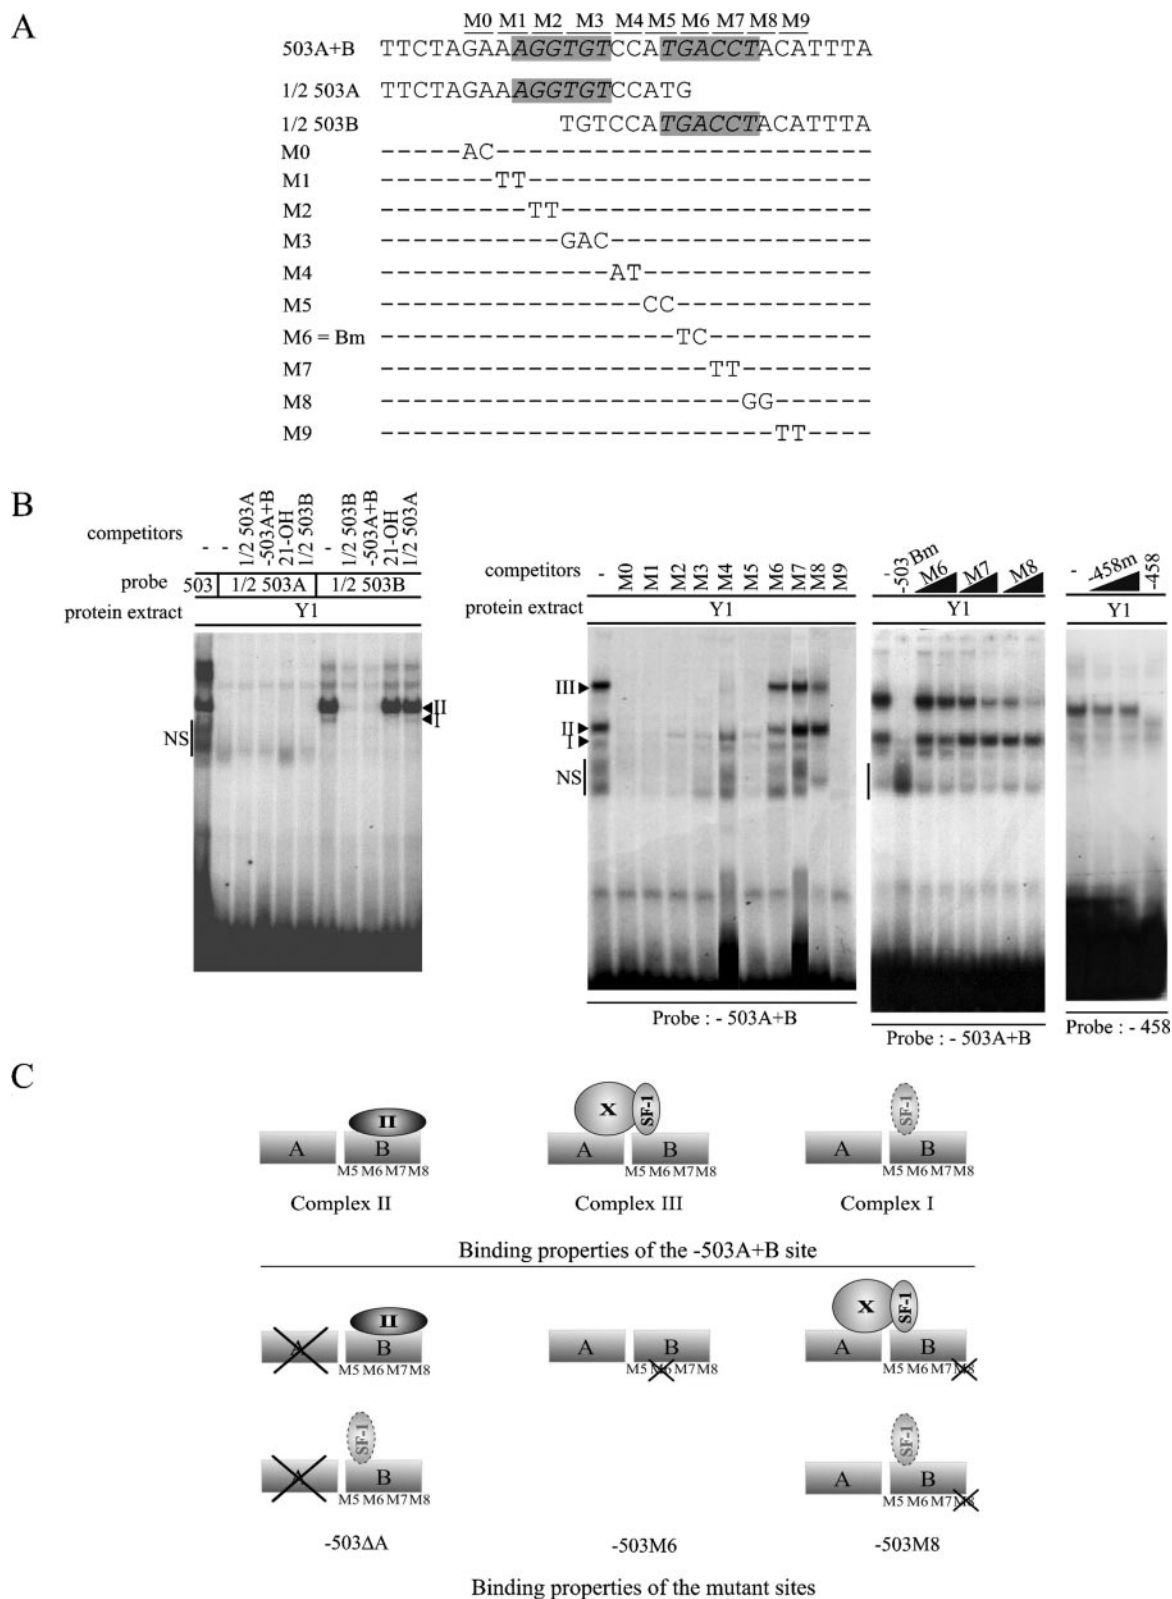 A
M0 M1 M2 M3 M4 M5 M6 M7 M8 M9
503A+B TTCTAGAAAGGTGTCCATGACCTACATTTA
1/2 503A TTCTAGAAAGGTGTCCATG
1/2 503B TGTCCATGACCTACATTTA
M0 -----AC-----------------------
M1 -------TT---------------------
M2 ---------TT-------------------
M3 -----------GAC----------------
M4 --------------AT--------------
M5 ----------------CC------------
M6 = Bm ------------------TC----------
M7 --------------------TT--------
M8 ----------------------GG------
M9 ------------------------TT----
B
competitors - - 1/2 503A -503A+B 21-OH 1/2 503B - 1/2 503B -503A+B 21-OH 1/2 503A
probe 503 1/2 503A 1/2 503B
protein extract Y1
II
I
NS
competitors - M0 M1 M2 M3 M4 M5 M6 M7 M8 M9
protein extract Y1
III
II
I
NS
Probe : - 503A+B
- -503 Bm M6 M7 M8
Y1
Probe : - 503A+B
- -458m -458
Y1
Probe : - 458
C
II X SF-1 SF-1
A B A B A B
M5 M6 M7 M8 M5 M6 M7 M8 M5 M6 M7 M8
Complex II Complex III Complex I
Binding properties of the -503A+B site
II X SF-1
A B A B A B
M5 M6 M7 M8 M5 M6 M7 M8 M5 M6 M7 M8
SF-1 SF-1
A B A B
M5 M6 M7 M8 M5 M6 M7 M8
-503ΔA -503M6 -503M8
Binding properties of the mutant sites